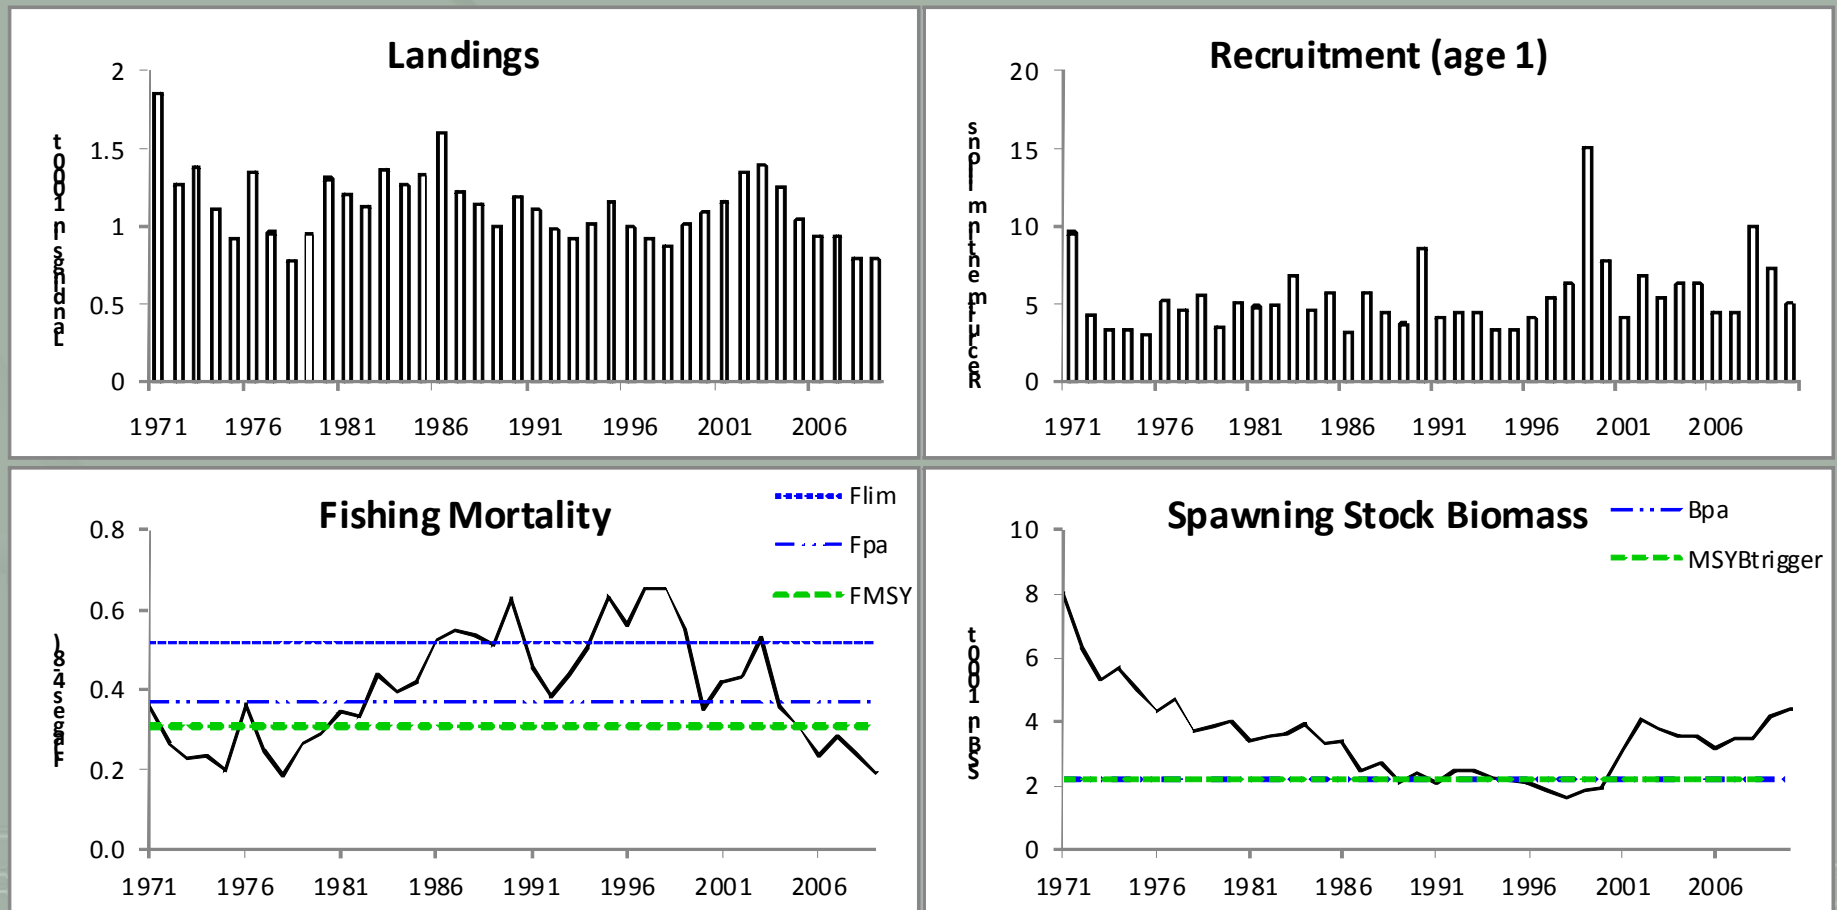 Landings
Landings in 1000 t
2
1.5
1
0.5
0
1971 1976 1981 1986 1991 1996 2001 2006
Recruitment (age 1)
Recruitment in millions
20
15
10
5
0
1971 1976 1981 1986 1991 1996 2001 2006
Fishing Mortality
Flim
Fpa
FMSY
F (ages 4-8)
0.8
0.6
0.4
0.2
0.0
1971 1976 1981 1986 1991 1996 2001 2006
Spawning Stock Biomass
Bpa
MSYBtrigger
SSB in 1000 t
10
8
6
4
2
0
1971 1976 1981 1986 1991 1996 2001 2006